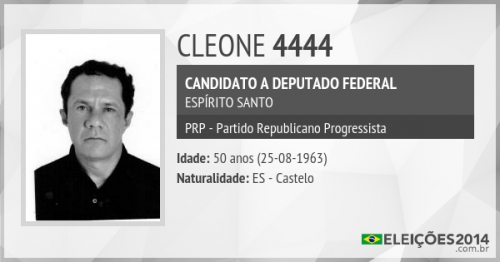 CLEONE 4444
CANDIDATO A DEPUTADO FEDERAL
ESPÍRITO SANTO
PRP - Partido Republicano Progressista
Idade: 50 anos (25-08-1963)
Naturalidade: ES - Castelo
ELEIÇÕES2014
.com.br